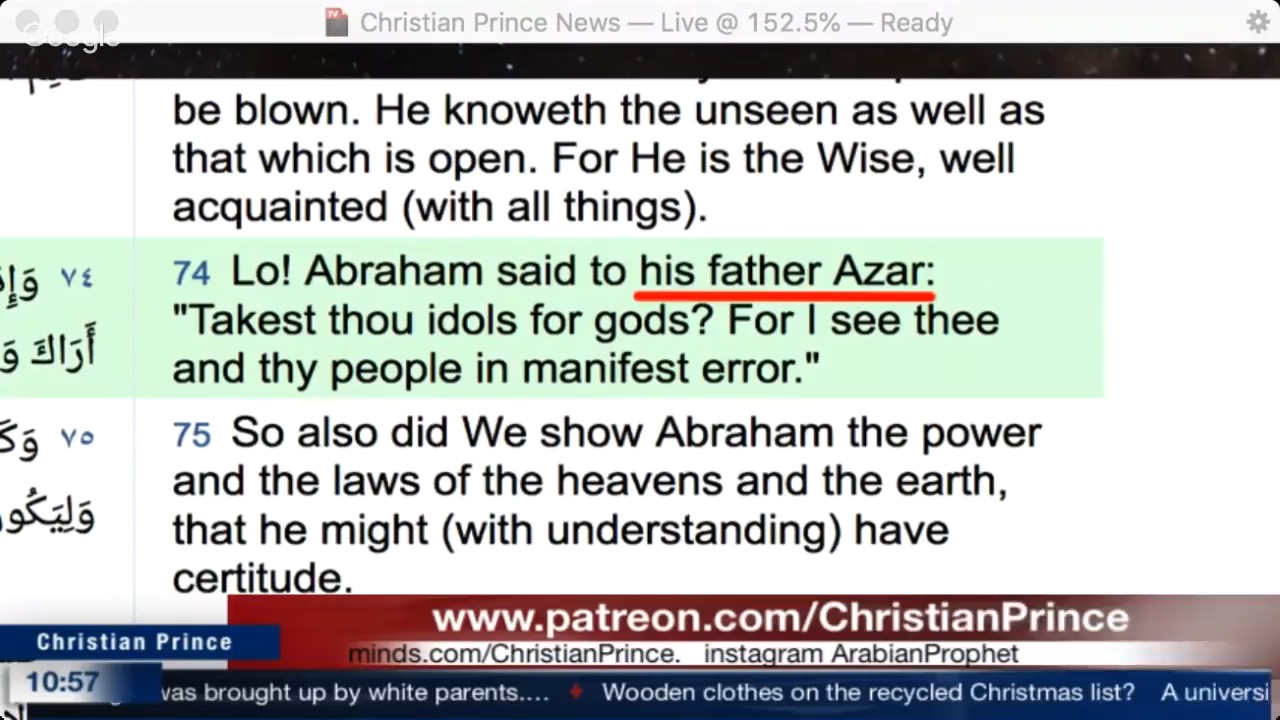 TV
Christian Prince News — Live @ 152.5% — Ready
Google
be blown. He knoweth the unseen as well as
that which is open. For He is the Wise, well
acquainted (with all things).
٧٤
74 Lo! Abraham said to his father Azar:
أَرَاكَ وَ
"Takest thou idols for gods? For I see thee
and thy people in manifest error."
٧٥
75 So also did We show Abraham the power
and the laws of the heavens and the earth,
that he might (with understanding) have
certitude.
www.patreon.com/ChristianPrince
Christian Prince
minds.com/ChristianPrince. instagram ArabianProphet
10:57
was brought up by white parents.... Wooden clothes on the recycled Christmas list? A universi